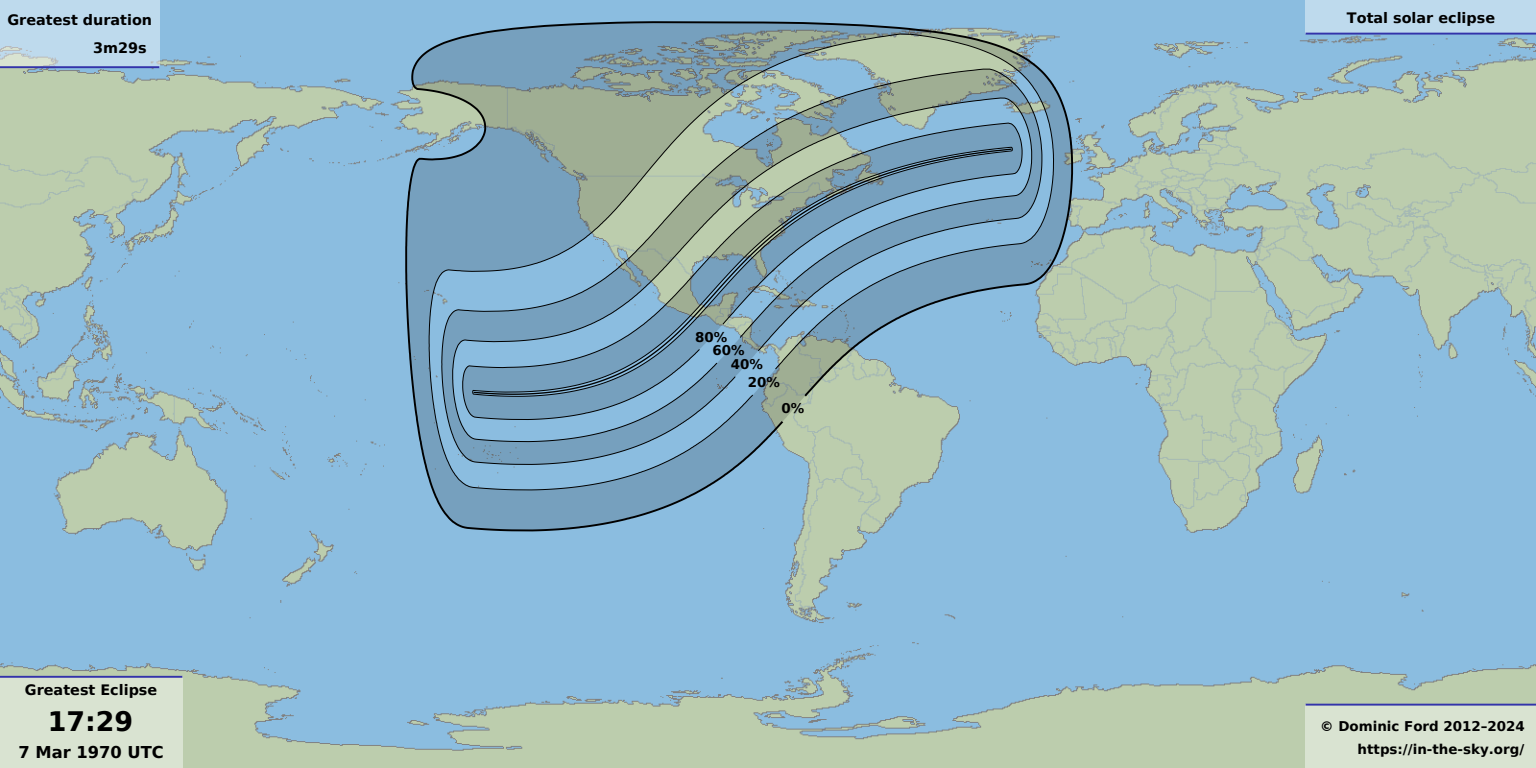 Greatest duration
3m29s
Total solar eclipse
80%
60%
40%
20%
0%
Greatest Eclipse
17:29
7 Mar 1970 UTC
© Dominic Ford 2012–2024
https://in-the-sky.org/